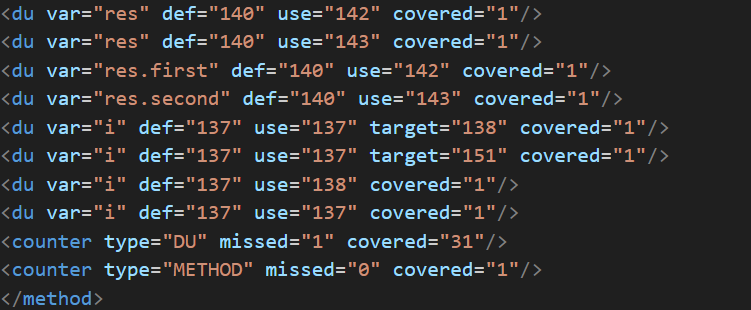 <du var="res" def="140" use="142" covered="1"/>
<du var="res" def="140" use="143" covered="1"/>
<du var="res.first" def="140" use="142" covered="1"/>
<du var="res.second" def="140" use="143" covered="1"/>
<du var="i" def="137" use="137" target="138" covered="1"/>
<du var="i" def="137" use="137" target="151" covered="1"/>
<du var="i" def="137" use="138" covered="1"/>
<du var="i" def="137" use="137" covered="1"/>
<counter type="DU" missed="1" covered="31"/>
<counter type="METHOD" missed="0" covered="1"/>
</method>